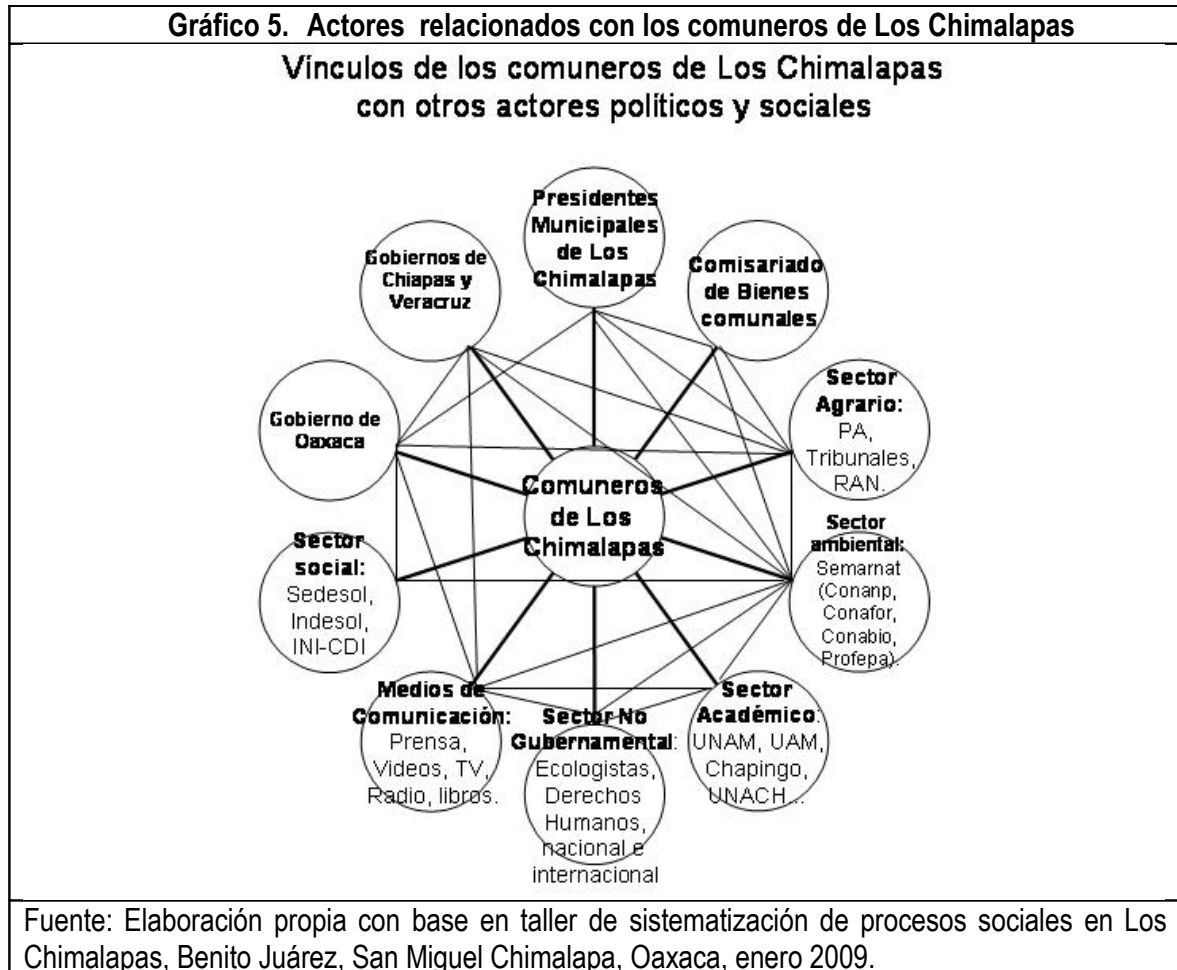 Gráfico 5. Actores relacionados con los comuneros de Los Chimalapas
Vínculos de los comuneros de Los Chimalapas
con otros actores políticos y sociales
Presidentes
Municipales
de Los
Chimalapas
Gobiernos de
Chiapas y
Veracruz
Comisariado
de Bienes
comunales
Gobierno de
Oaxaca
Sector
Agrario:
PA,
Tribunales,
RAN.
Comuneros
de Los
Chimalapas
Sector
social:
Sedesol,
Indesol,
INI-CDI
Sector
ambiental:
Semarnat
(Conanp,
Conafor,
Conabio,
Profepa).
Medios de
Comunicación:
Prensa,
Videos, TV,
Radio, libros.
Sector No
Gubernamental:
Ecologistas,
Derechos
Humanos,
nacional e
internacional
Sector
Académico:
UNAM, UAM,
Chapingo,
UNACH...
Fuente: Elaboración propia con base en taller de sistematización de procesos sociales en Los
Chimalapas, Benito Juárez, San Miguel Chimalapa, Oaxaca, enero 2009.